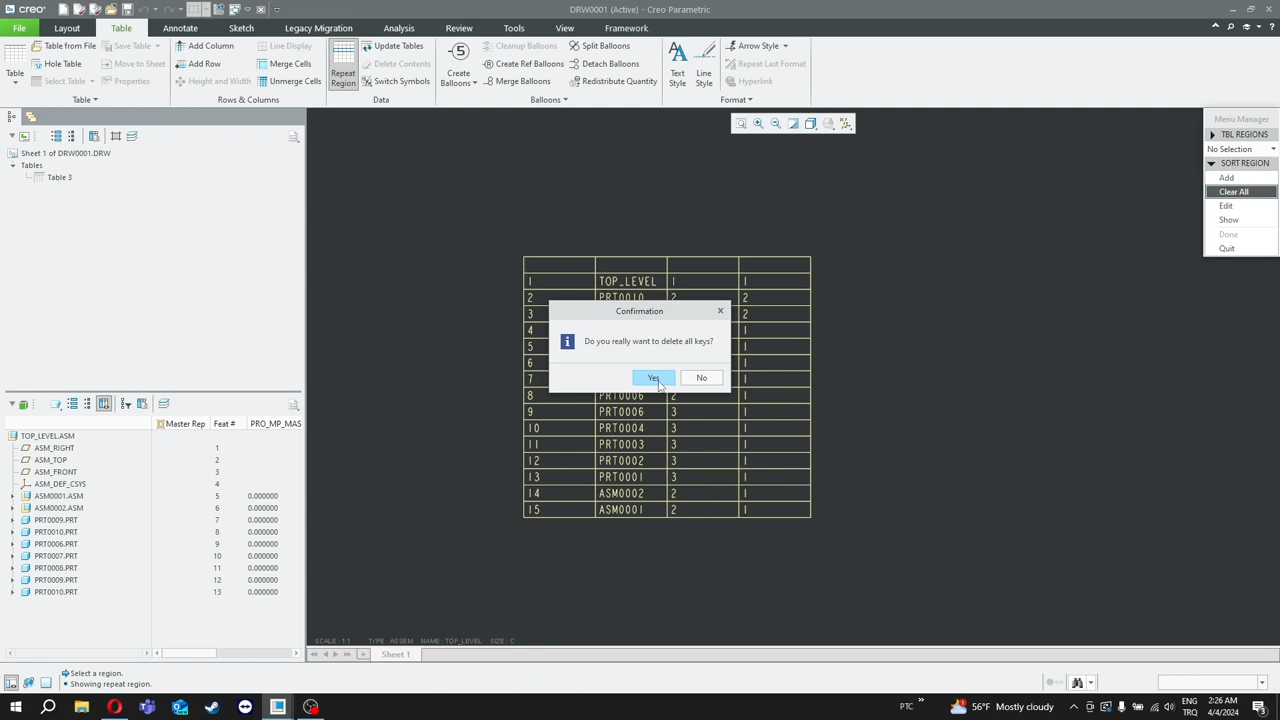 creo
DRW0001 (Active) - Creo Parametric
File
Layout
Table
Annotate
Sketch
Legacy Migration
Analysis
Review
Tools
View
Framework
Table
Table from File
Hole Table
Select Table
Save Table
Move to Sheet
Properties
Table
Add Column
Add Row
Height and Width
Line Display
Merge Cells
Unmerge Cells
Rows & Columns
Repeat
Region
Update Tables
Delete Contents
Switch Symbols
Data
Create
Balloons
Cleanup Balloons
Create Ref Balloons
Merge Balloons
Split Balloons
Detach Balloons
Redistribute Quantity
Balloons
Text
Style
Line
Style
Arrow Style
Repeat Last Format
Hyperlink
Format
Sheet 1 of DRW0001.DRW
Tables
Table 3
Master Rep Feat # PRO_MP_MAS
TOP_LEVEL.ASM
ASM_RIGHT 1
ASM_TOP 2
ASM_FRONT 3
ASM_DEF_CSYS 4
ASM0001.ASM 5 0.000000
ASM0002.ASM 6 0.000000
PRT0009.PRT 7 0.000000
PRT0010.PRT 8 0.000000
PRT0006.PRT 9 0.000000
PRT0007.PRT 10 0.000000
PRT0008.PRT 11 0.000000
PRT0009.PRT 12 0.000000
PRT0010.PRT 13 0.000000
1 TOP_LEVEL 1 1
2 PRT0010 2 2
3 2
4 1
5 1
6 1
7 1
8 PRT0006 2 1
9 PRT0006 3 1
10 PRT0004 3 1
11 PRT0003 3 1
12 PRT0002 3 1
13 PRT0001 3 1
14 ASM0002 2 1
15 ASM0001 2 1
Confirmation
Do you really want to delete all keys?
Yes
No
Menu Manager
TBL REGIONS
No Selection
SORT REGION
Add
Clear All
Edit
Show
Done
Quit
SCALE : 1:1 TYPE : ASSEM NAME : TOP_LEVEL SIZE : C
Sheet 1
Select a region.
Showing repeat region.
PTC
56°F Mostly cloudy
ENG
TRQ
2:26 AM
4/4/2024